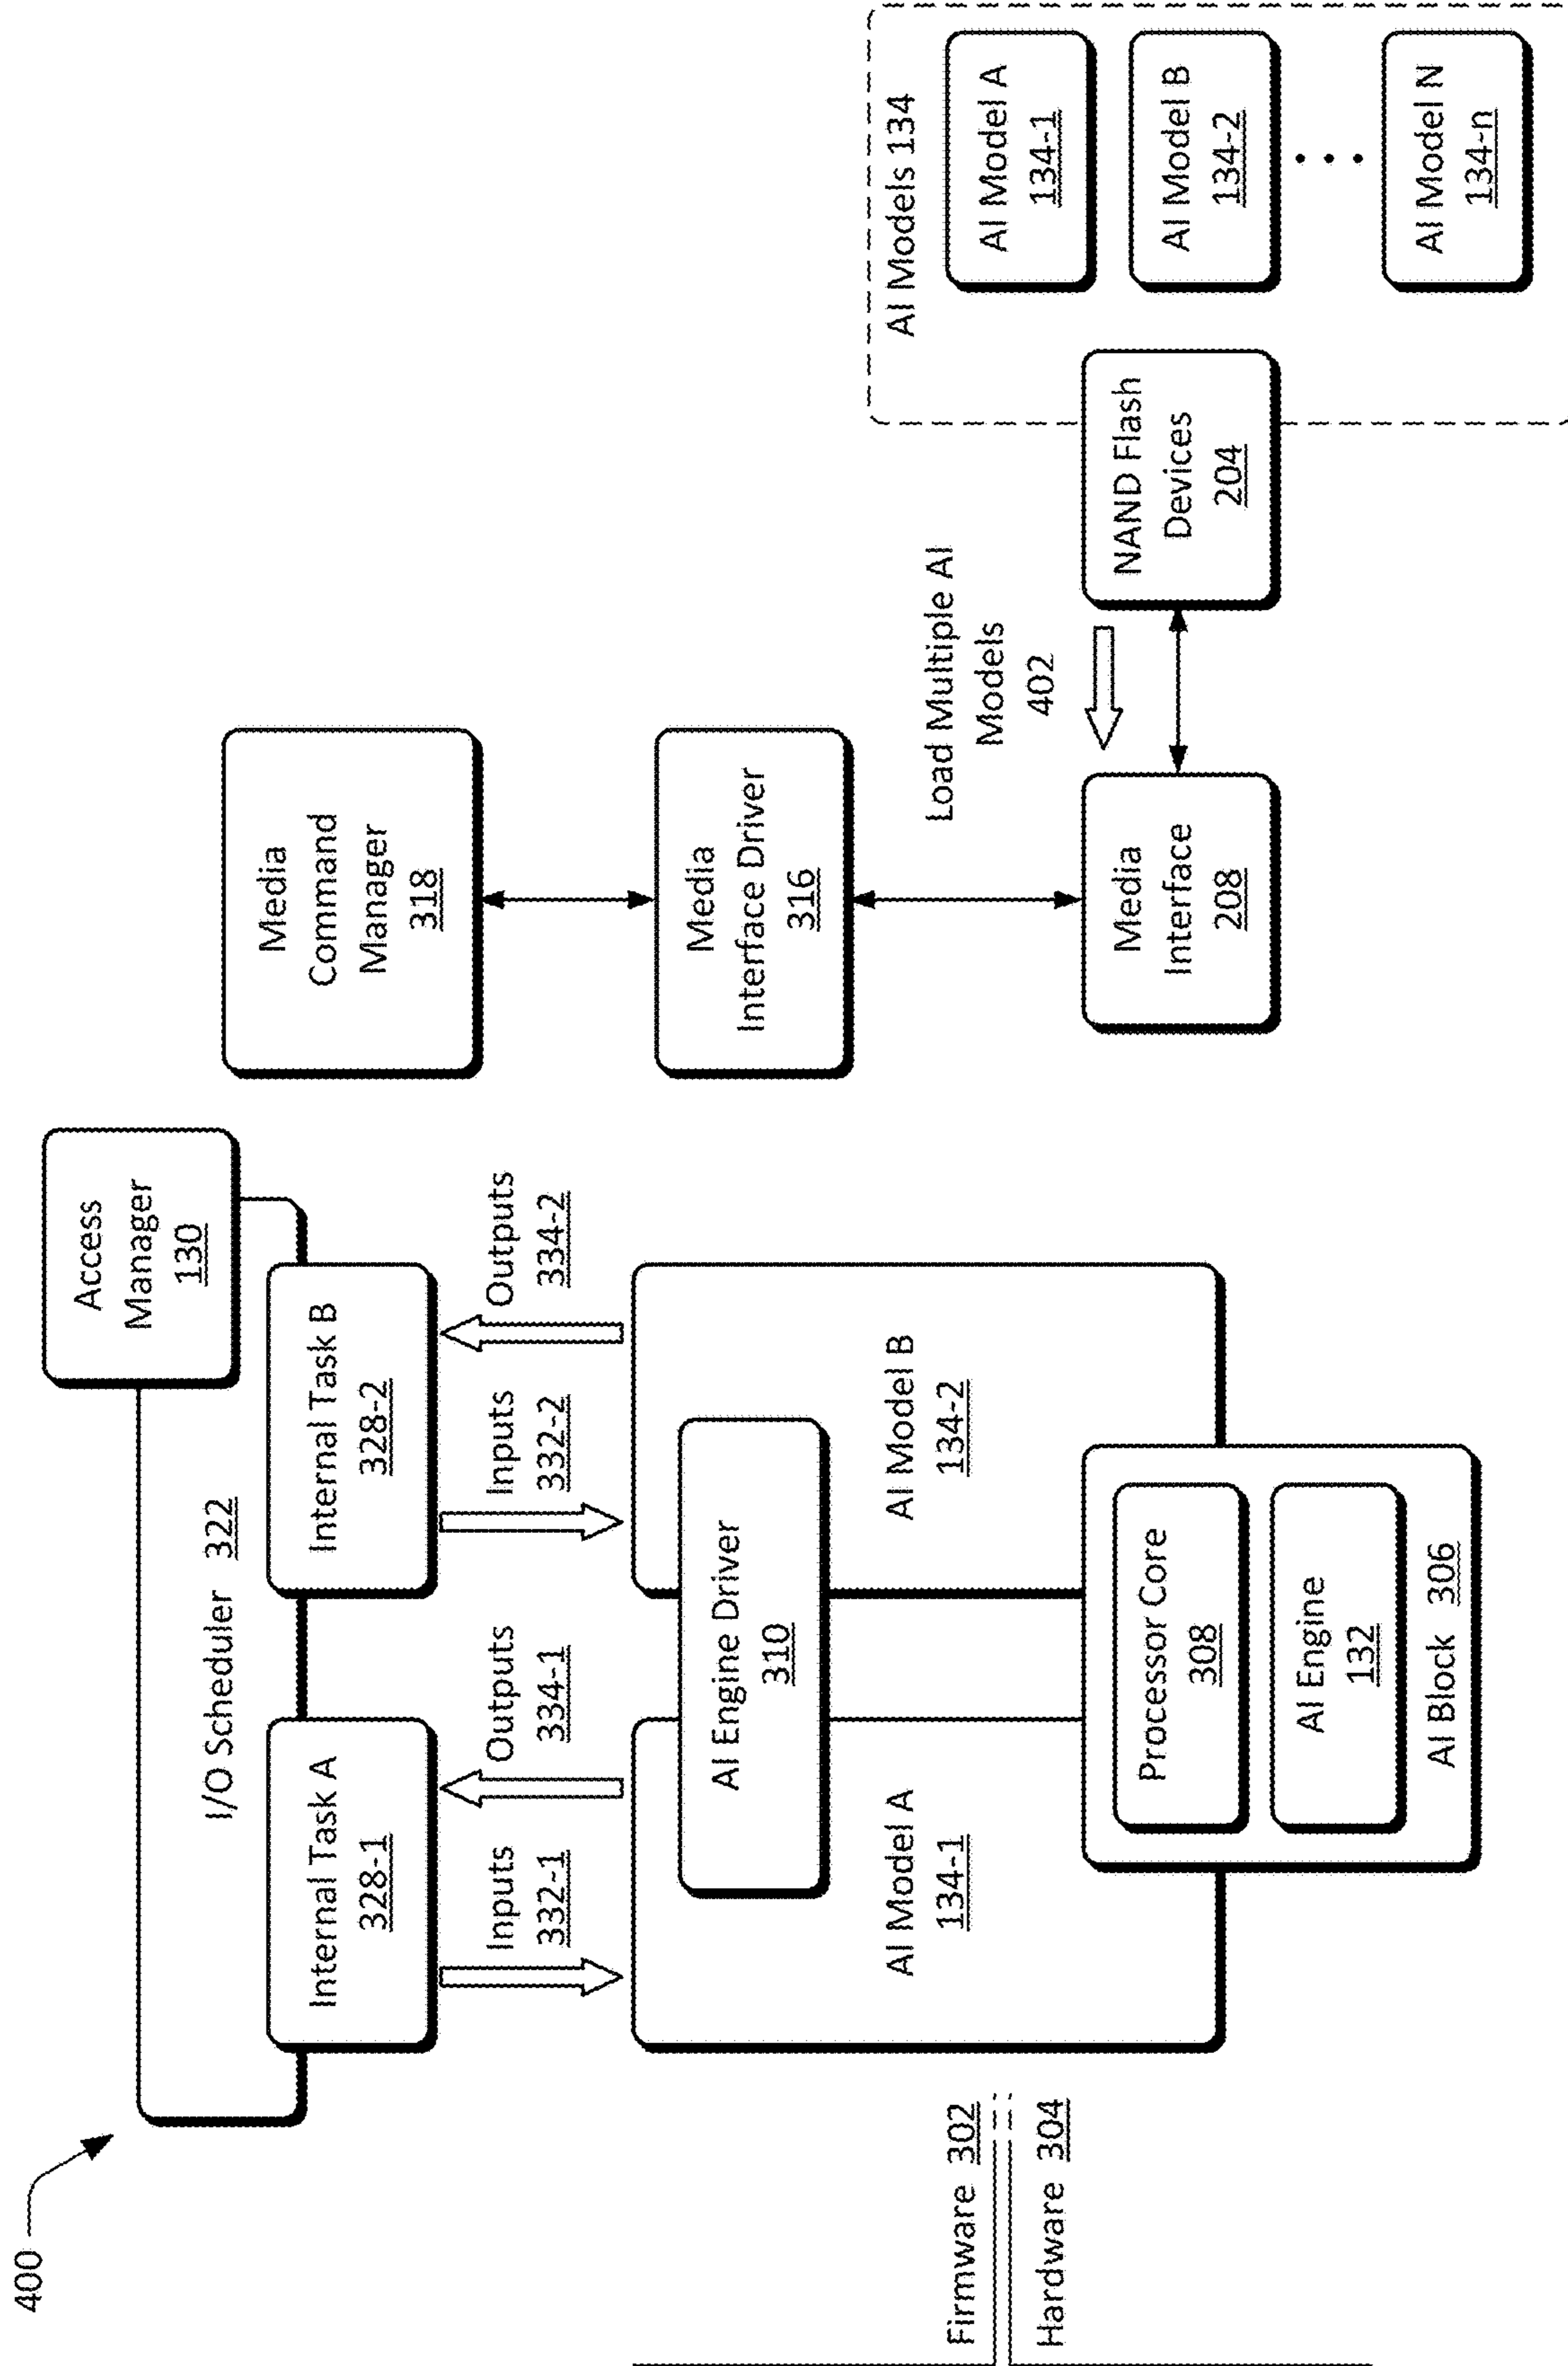 400
Access
Manager
130
I/O Scheduler 322
Internal Task A
328-1
Internal Task B
328-2
Inputs
332-1
Outputs
334-1
Inputs
332-2
Outputs
334-2
AI Engine Driver
310
AI Model A
134-1
AI Model B
134-2
Processor Core
308
AI Engine
132
AI Block 306
Firmware 302
Hardware 304
Media
Command
Manager
318
Media
Interface Driver
316
Media
Interface
208
Load Multiple AI
Models
402
NAND Flash
Devices
204
AI Models 134
AI Model A
134-1
AI Model B
134-2
AI Model N
134-n